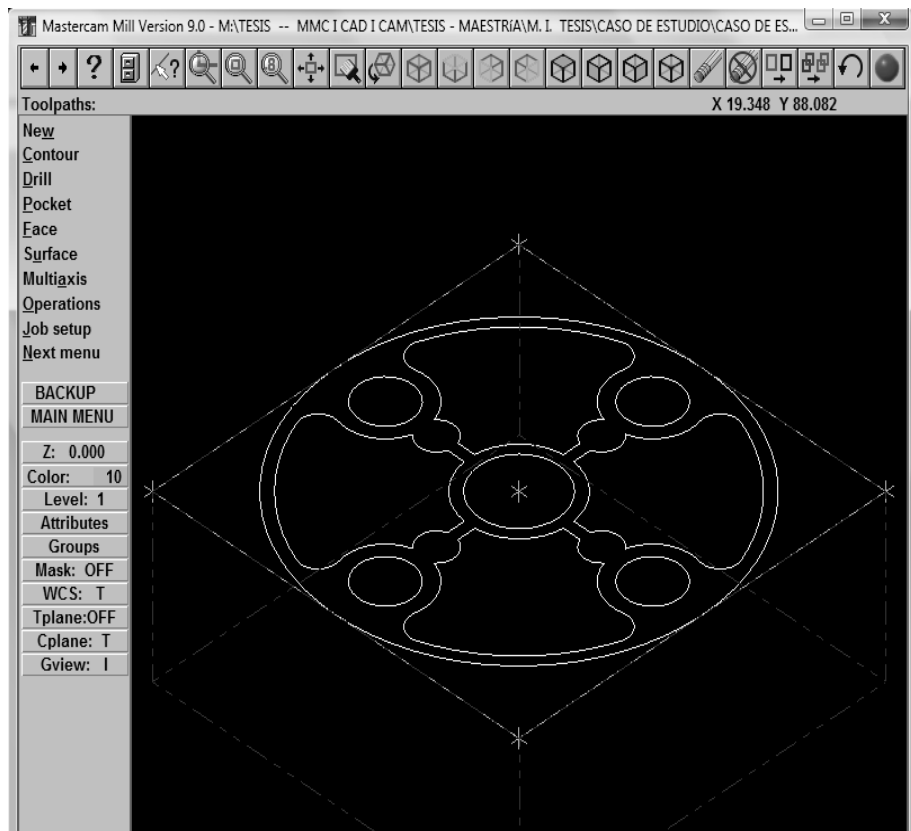 Mastercam Mill Version 9.0 - M:\TESIS -- MMC I CAD I CAM\TESIS - MAESTRíA\M. I. TESIS\CASO DE ESTUDIO\CASO DE ES...
Toolpaths:
X 19.348 Y 88.082
New
Contour
Drill
Pocket
Face
Surface
Multiaxis
Operations
Job setup
Next menu
BACKUP
MAIN MENU
Z: 0.000
Color: 10
Level: 1
Attributes
Groups
Mask: OFF
WCS: T
Tplane:OFF
Cplane: T
Gview: I